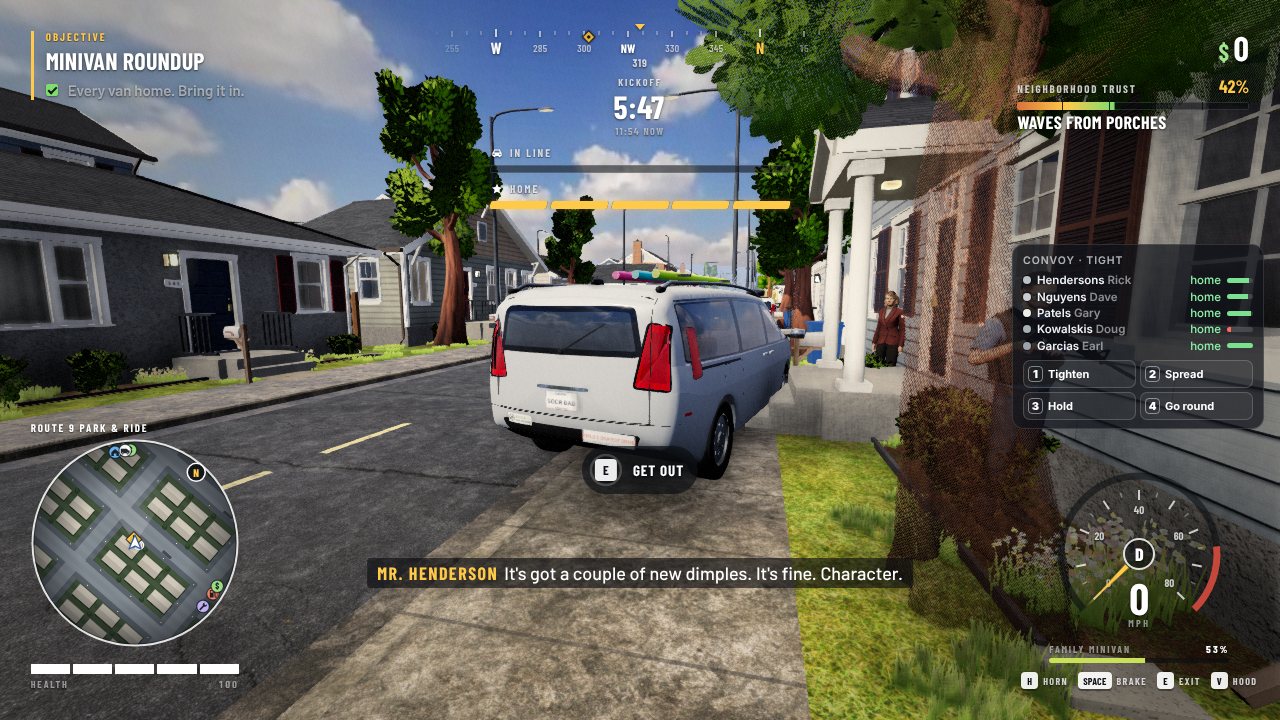 OBJECTIVE
MINIVAN ROUNDUP
Every van home. Bring it in.
255 W 285 300 NW 330 345 N 15
319
KICKOFF
5:47
11:54 NOW
IN LINE
HOME
$0
NEIGHBORHOOD TRUST 42%
WAVES FROM PORCHES
CONVOY · TIGHT
Hendersons Rick home
Nguyens Dave home
Patels Gary home
Kowalskis Doug home
Garcias Earl home
1 Tighten 2 Spread
3 Hold 4 Go round
E GET OUT
MR. HENDERSON It's got a couple of new dimples. It's fine. Character.
ROUTE 9 PARK & RIDE
N
$
HEALTH 100
20 40 60 80
D
0
MPH
FAMILY MINIVAN 53%
H HORN SPACE BRAKE E EXIT V HOOD